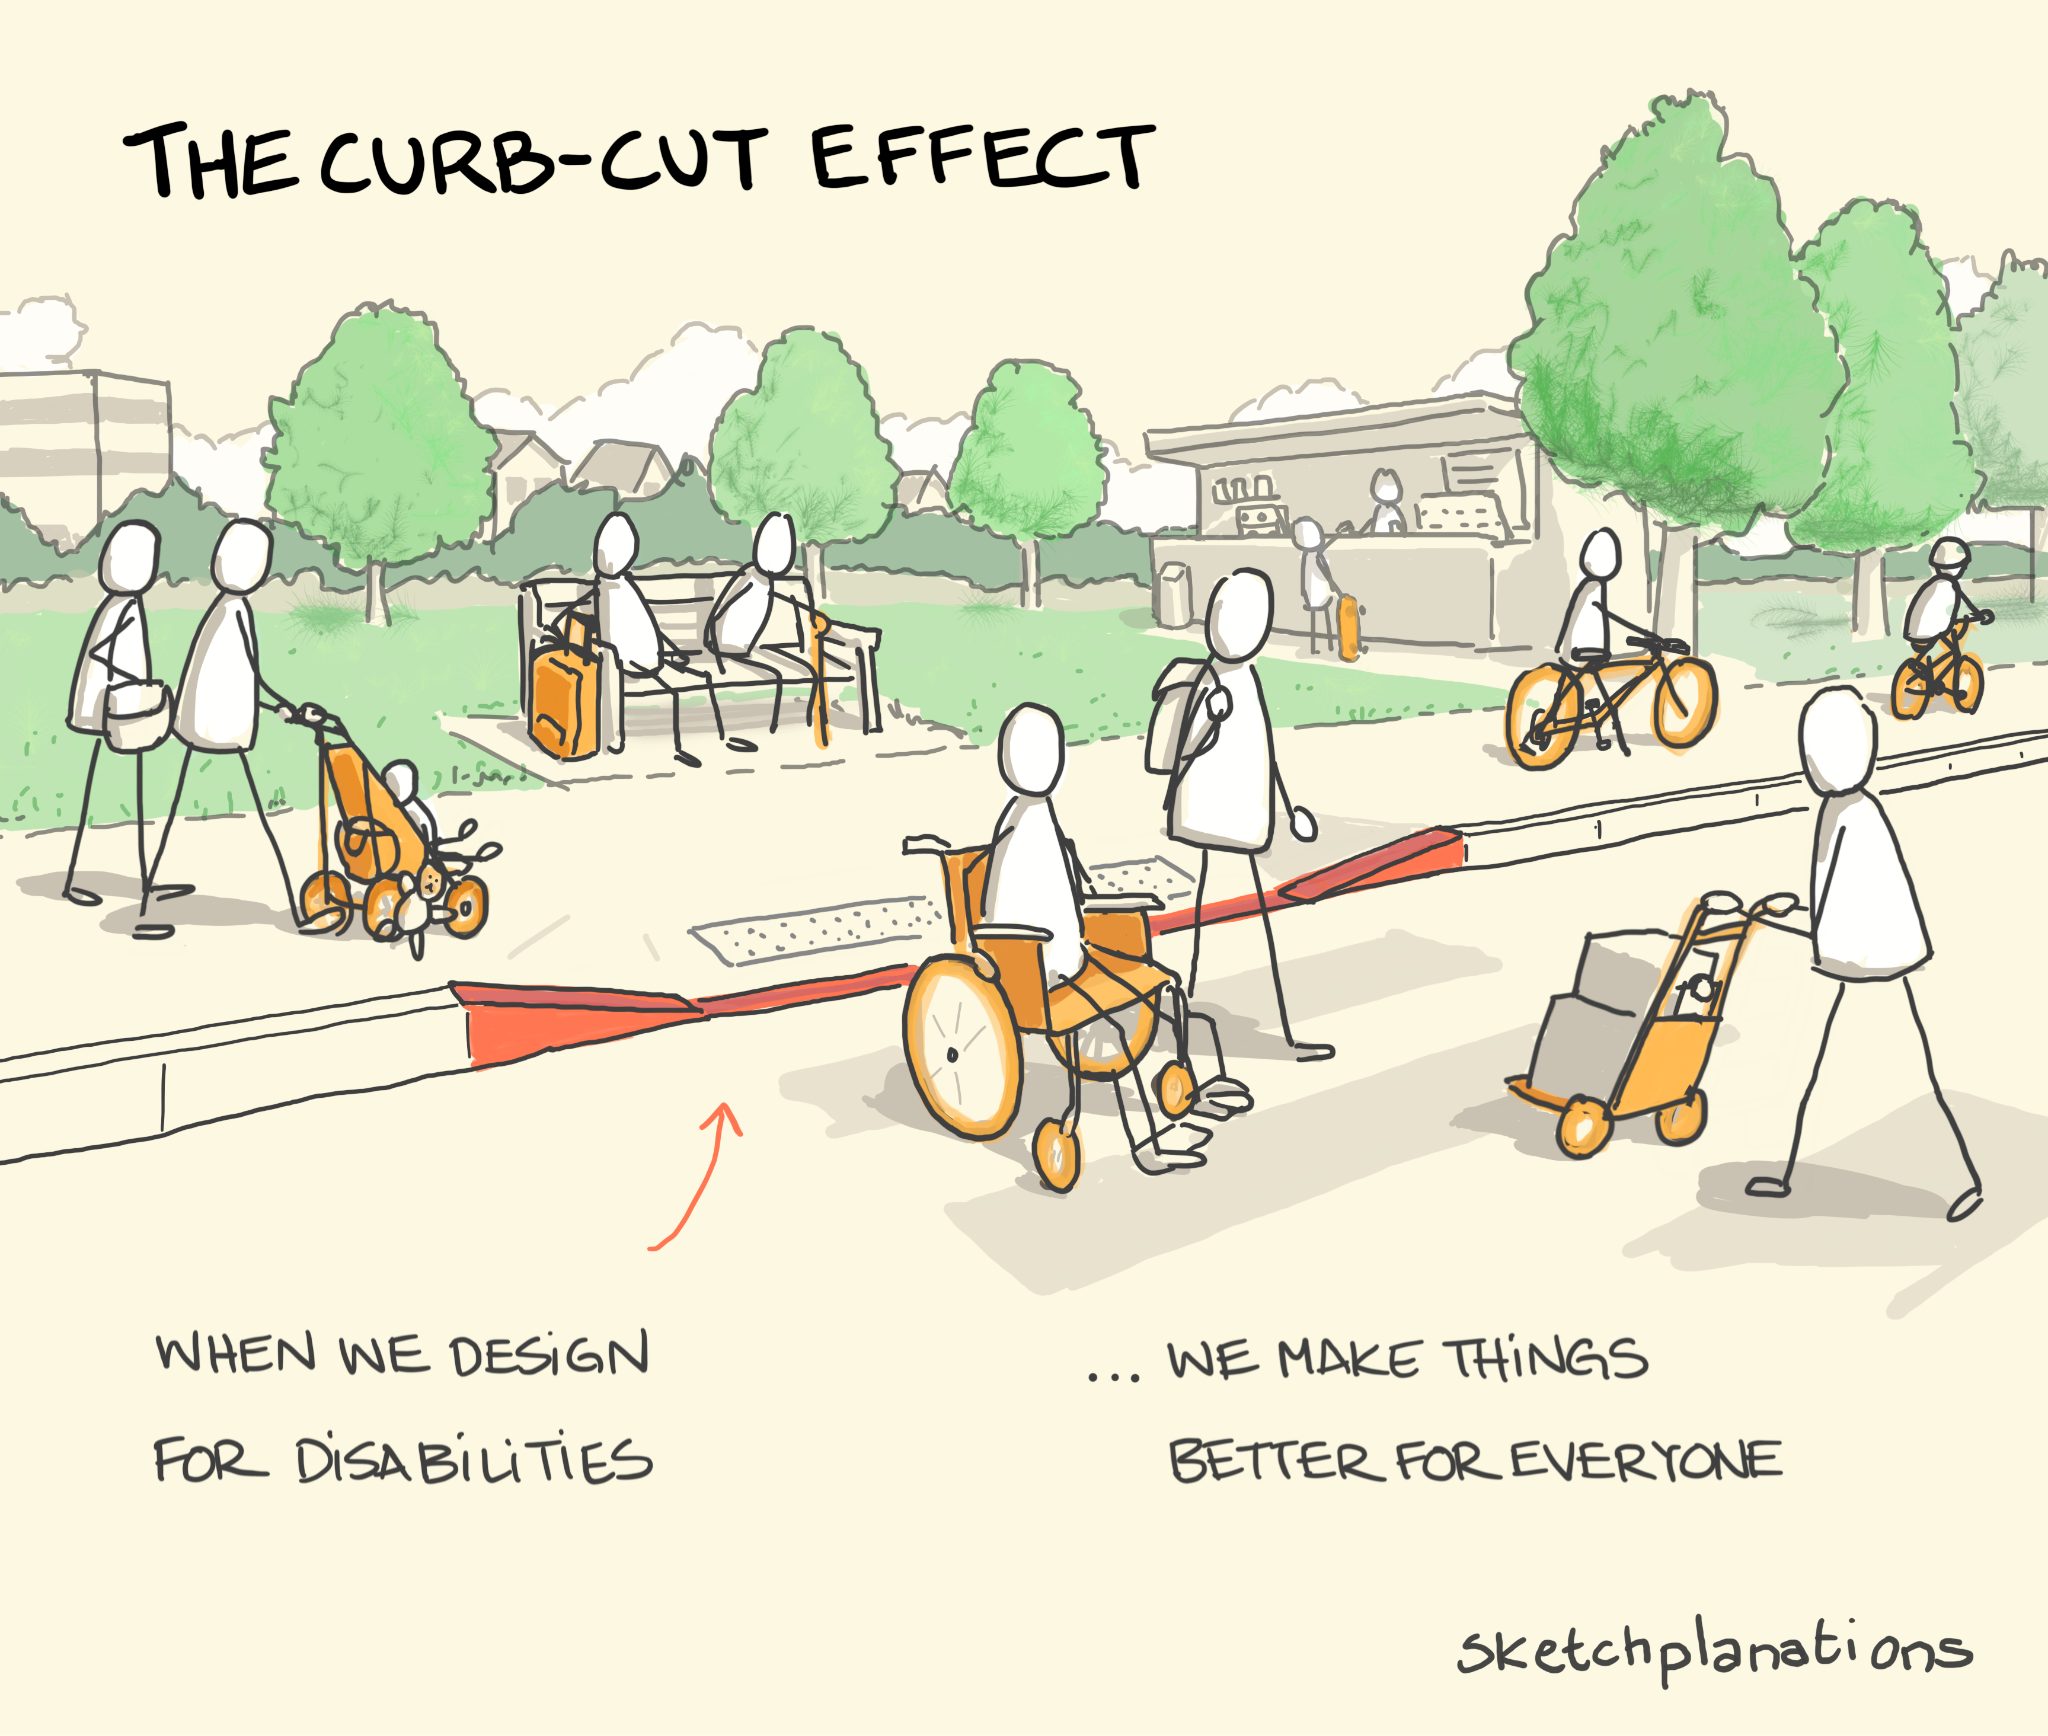 THE CURB-CUT EFFECT
WHEN WE DESIGN
FOR DISABILITIES
... WE MAKE THINGS
BETTER FOR EVERYONE
sketchplanations